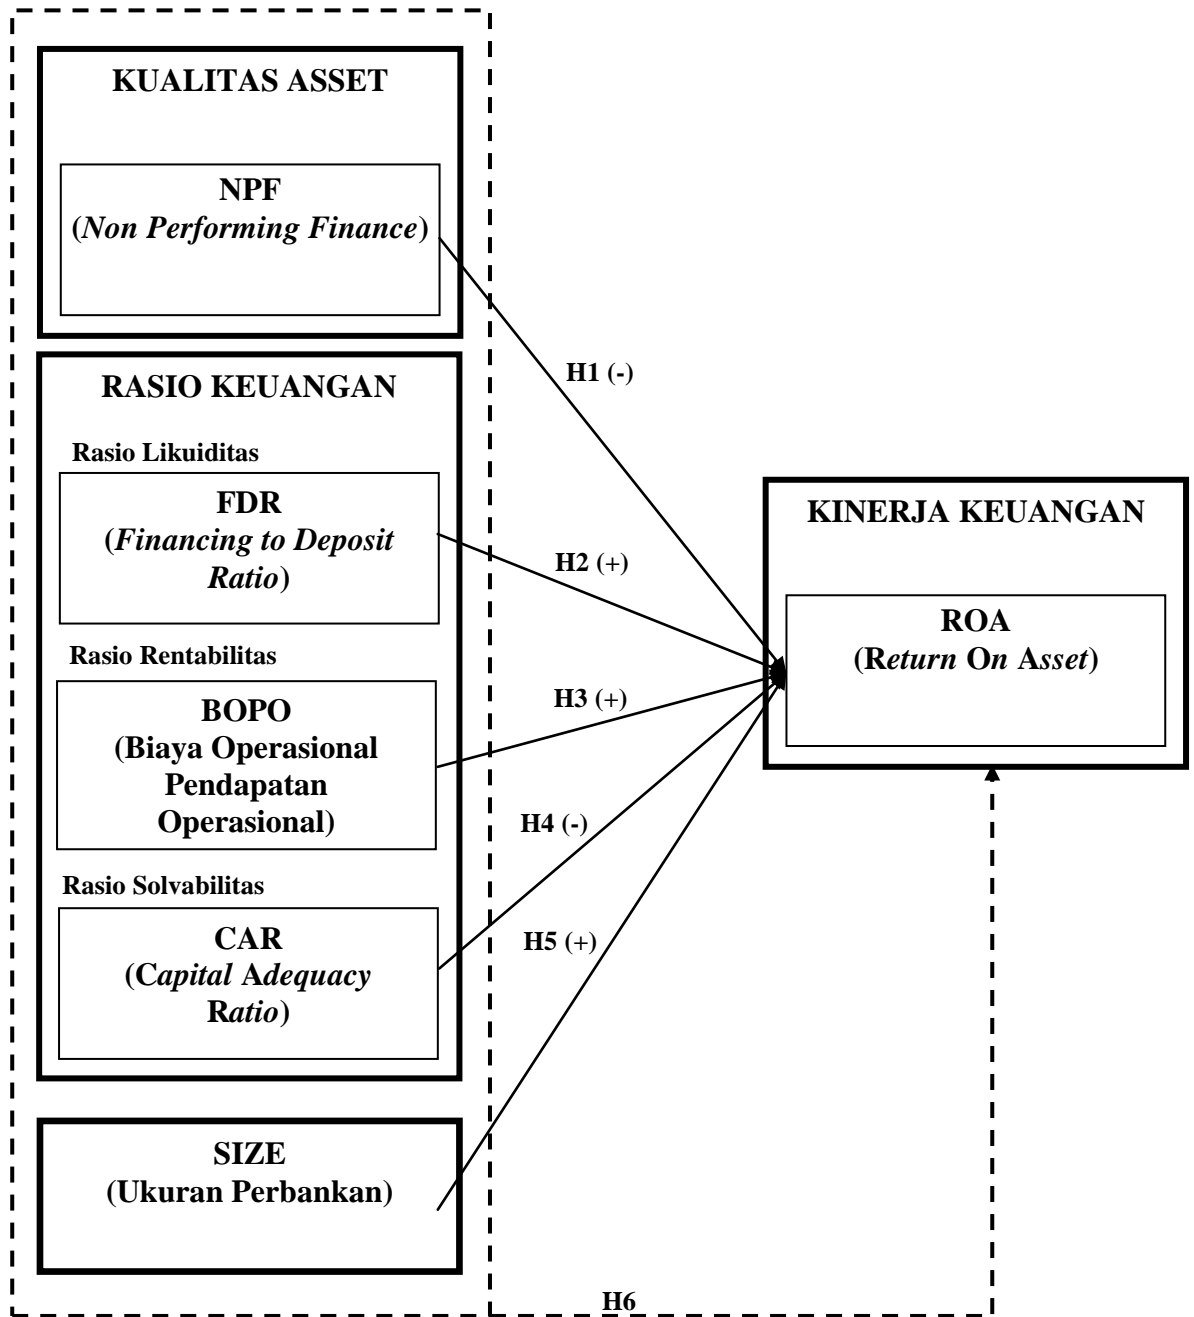 KUALITAS ASSET
NPF
(Non Performing Finance)
H1 (-)
RASIO KEUANGAN
Rasio Likuiditas
FDR
(Financing to Deposit
Ratio)
H2 (+)
Rasio Rentabilitas
BOPO
(Biaya Operasional
Pendapatan
Operasional)
H3 (+)
Rasio Solvabilitas
CAR
(Capital Adequacy
Ratio)
H4 (-)
SIZE
(Ukuran Perbankan)
H5 (+)
KINERJA KEUANGAN
ROA
(Return On Asset)
H6